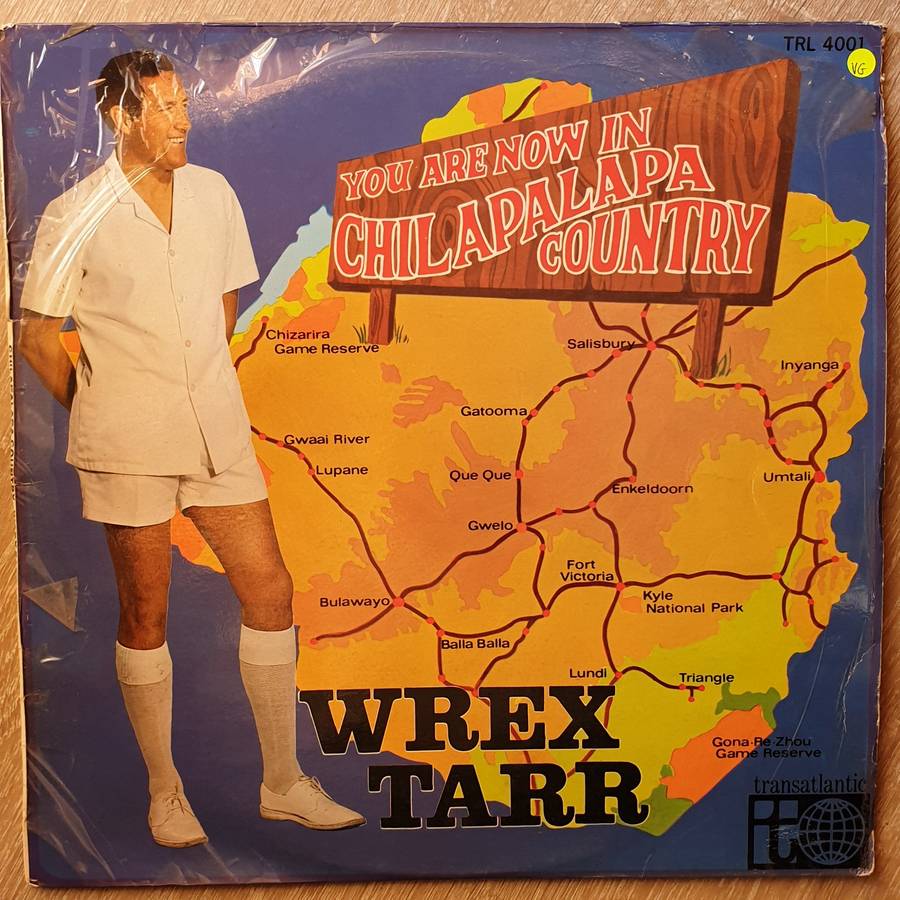 TRL 4001
VG
YOU ARE NOW IN
CHILAPALAPA
COUNTRY
Chizarira
Game Reserve
Salisbury
Inyanga
Gatooma
Gwaai River
Lupane
Que Que
Umtali
Enkeldoorn
Gwelo
Fort
Victoria
Kyle
National Park
Bulawayo
Balla Balla
Lundi
Triangle
WREX
TARR
Gona-Re-Zhou
Game Reserve
transatlantic